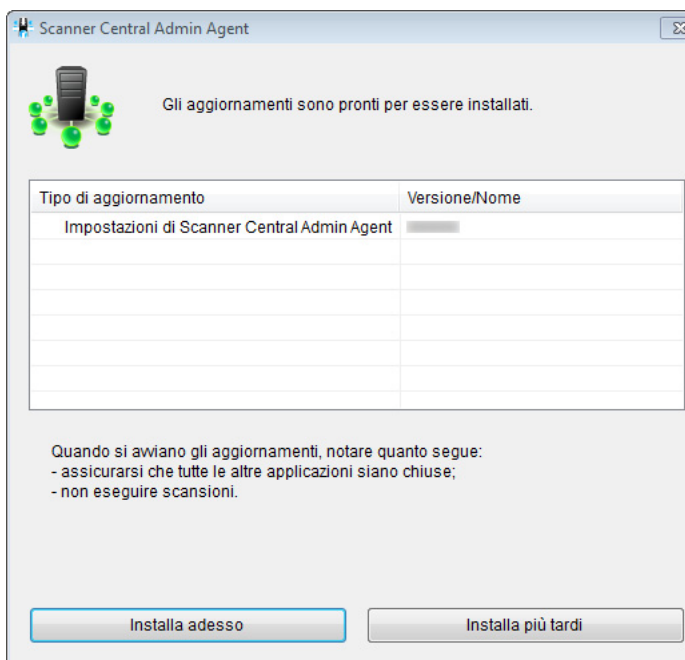 Scanner Central Admin Agent
Gli aggiornamenti sono pronti per essere installati.
Tipo di aggiornamento Versione/Nome
Impostazioni di Scanner Central Admin Agent
Quando si avviano gli aggiornamenti, notare quanto segue:
- assicurarsi che tutte le altre applicazioni siano chiuse;
- non eseguire scansioni.
Installa adesso Installa più tardi